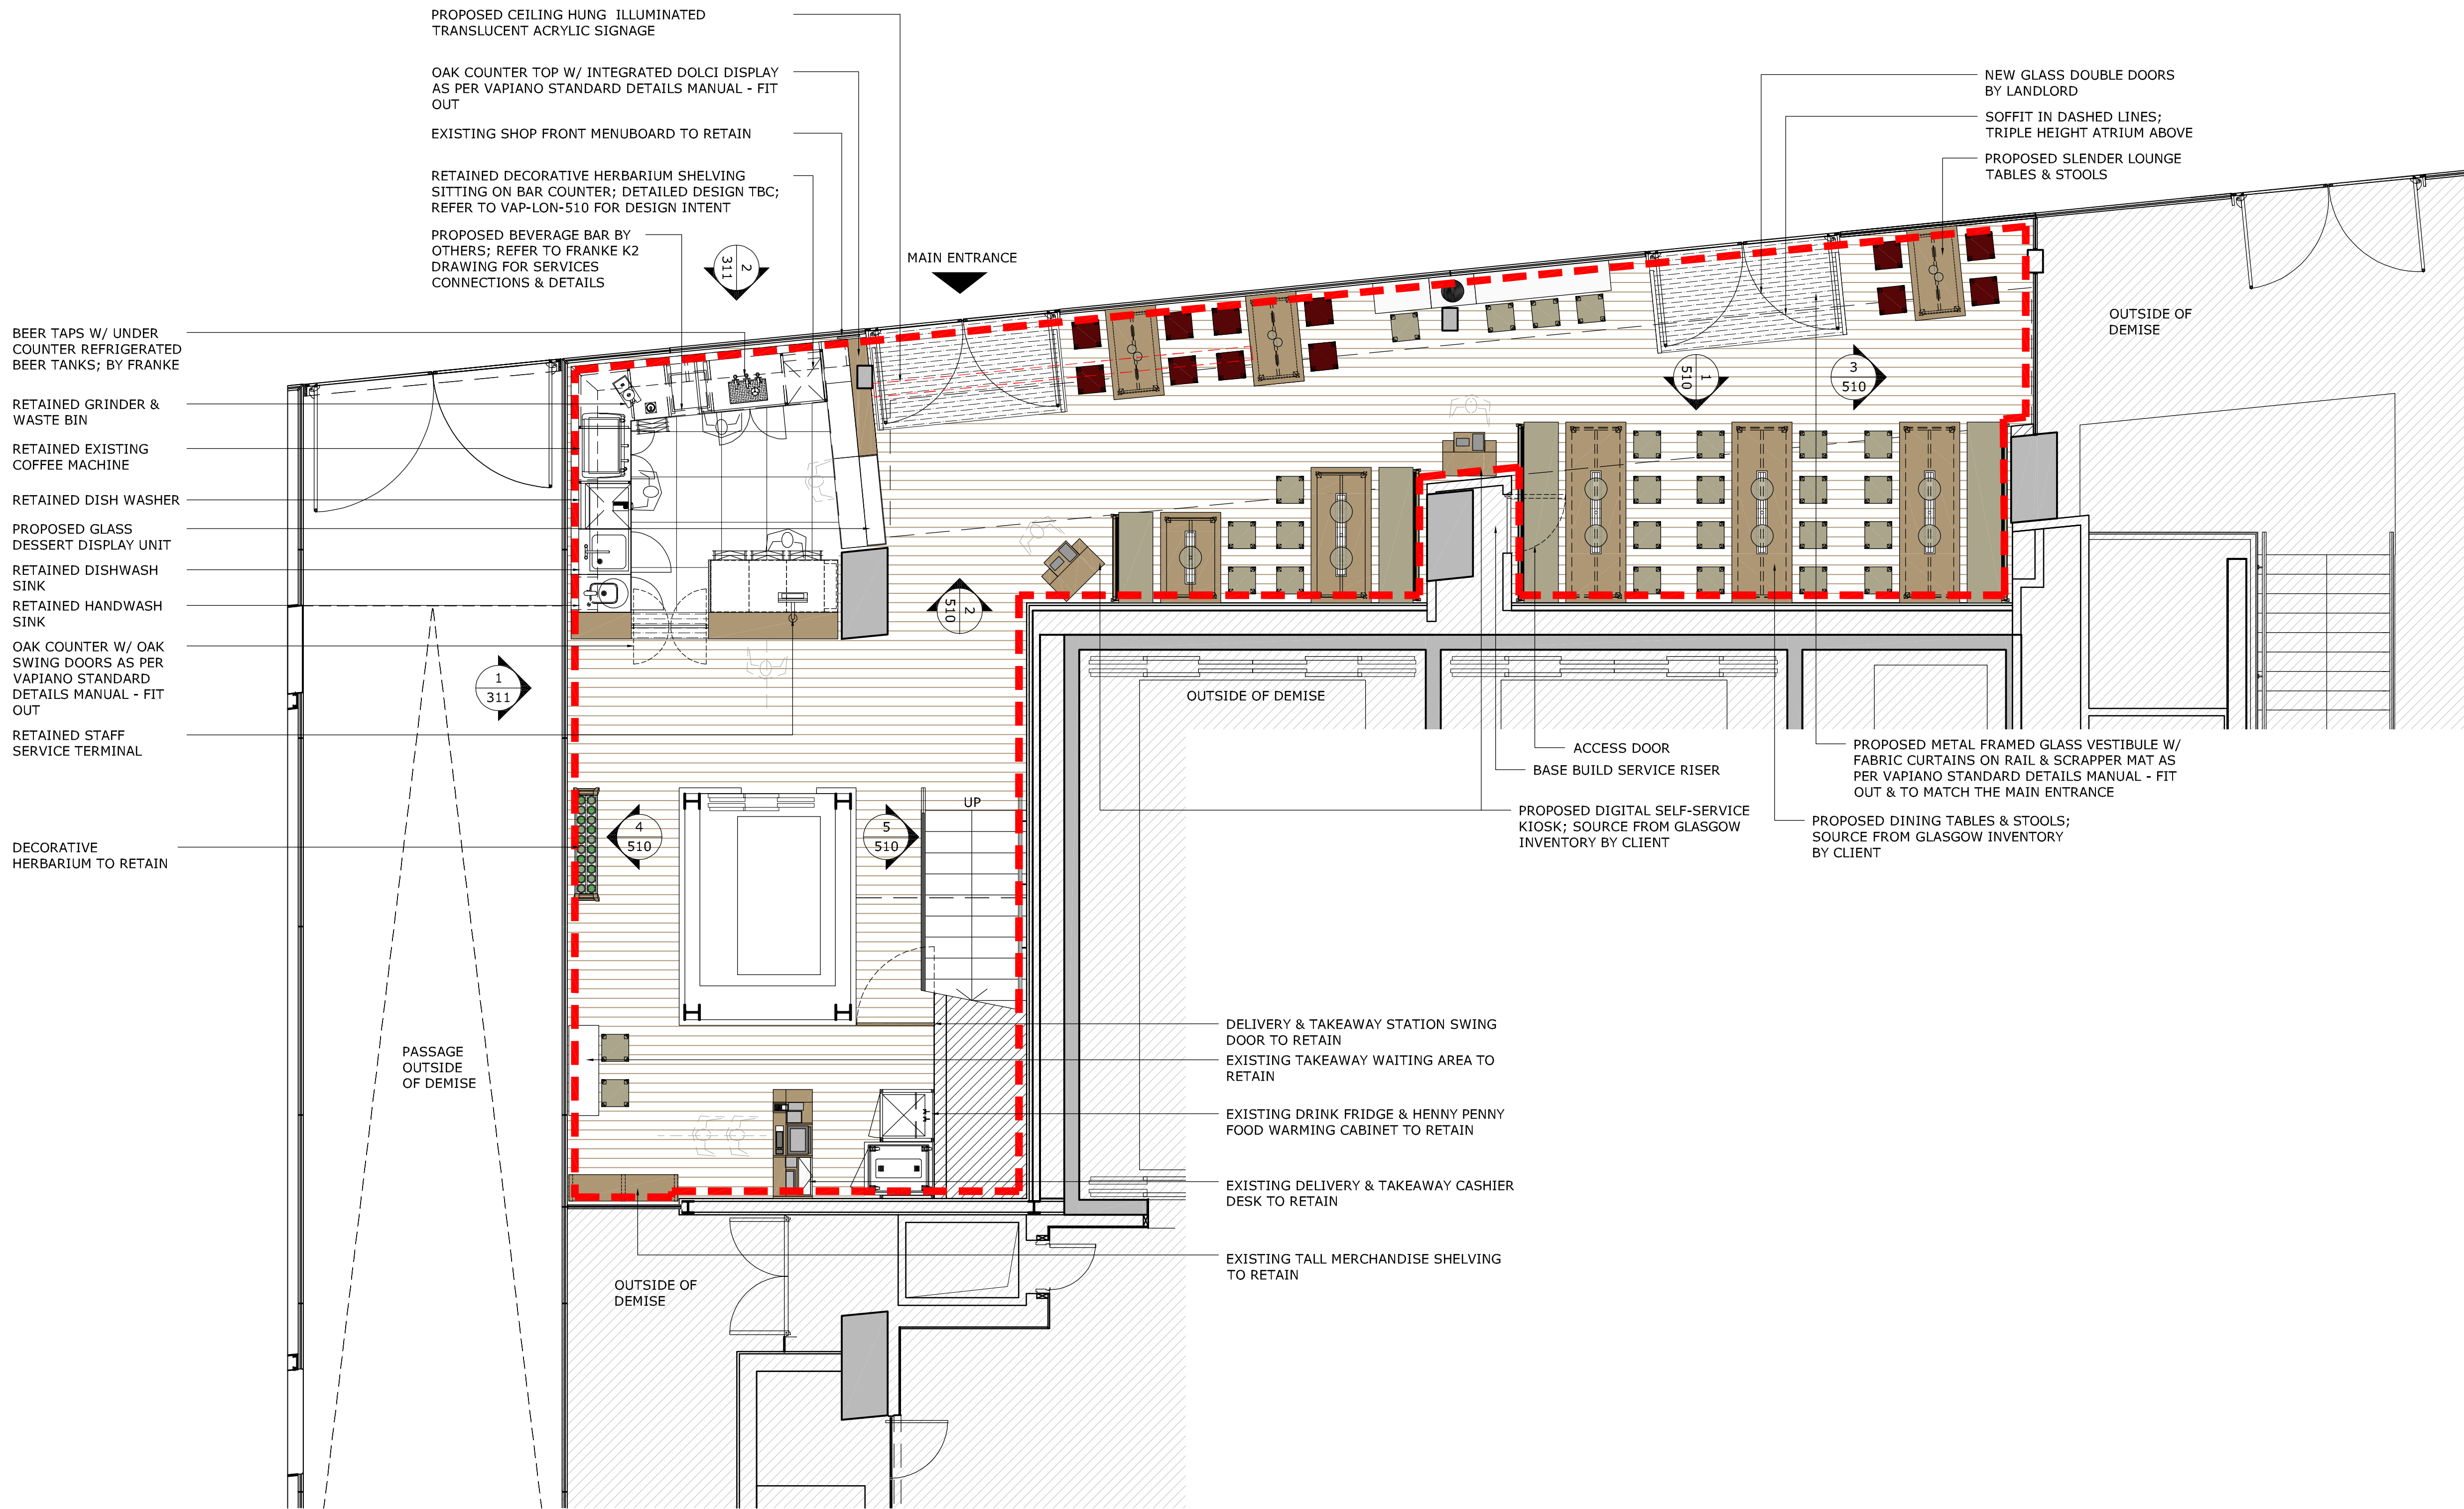 PROPOSED CEILING HUNG ILLUMINATED
TRANSLUCENT ACRYLIC SIGNAGE
OAK COUNTER TOP W/ INTEGRATED DOLCI DISPLAY
AS PER VAPIANO STANDARD DETAILS MANUAL - FIT
OUT
EXISTING SHOP FRONT MENUBOARD TO RETAIN
RETAINED DECORATIVE HERBARIUM SHELVING
SITTING ON BAR COUNTER; DETAILED DESIGN TBC;
REFER TO VAP-LON-510 FOR DESIGN INTENT
PROPOSED BEVERAGE BAR BY
OTHERS; REFER TO FRANKE K2
DRAWING FOR SERVICES
CONNECTIONS & DETAILS
2
311
MAIN ENTRANCE
NEW GLASS DOUBLE DOORS
BY LANDLORD
SOFFIT IN DASHED LINES;
TRIPLE HEIGHT ATRIUM ABOVE
PROPOSED SLENDER LOUNGE
TABLES & STOOLS
OUTSIDE OF
DEMISE
BEER TAPS W/ UNDER
COUNTER REFRIGERATED
BEER TANKS; BY FRANKE
RETAINED GRINDER &
WASTE BIN
RETAINED EXISTING
COFFEE MACHINE
RETAINED DISH WASHER
PROPOSED GLASS
DESSERT DISPLAY UNIT
RETAINED DISHWASH
SINK
RETAINED HANDWASH
SINK
OAK COUNTER W/ OAK
SWING DOORS AS PER
VAPIANO STANDARD
DETAILS MANUAL - FIT
OUT
RETAINED STAFF
SERVICE TERMINAL
DECORATIVE
HERBARIUM TO RETAIN
1
311
1
510
3
510
2
510
4
510
5
510
UP
OUTSIDE OF DEMISE
ACCESS DOOR
BASE BUILD SERVICE RISER
PROPOSED DIGITAL SELF-SERVICE
KIOSK; SOURCE FROM GLASGOW
INVENTORY BY CLIENT
PROPOSED METAL FRAMED GLASS VESTIBULE W/
FABRIC CURTAINS ON RAIL & SCRAPPER MAT AS
PER VAPIANO STANDARD DETAILS MANUAL - FIT
OUT & TO MATCH THE MAIN ENTRANCE
PROPOSED DINING TABLES & STOOLS;
SOURCE FROM GLASGOW INVENTORY
BY CLIENT
PASSAGE
OUTSIDE
OF DEMISE
DELIVERY & TAKEAWAY STATION SWING
DOOR TO RETAIN
EXISTING TAKEAWAY WAITING AREA TO
RETAIN
EXISTING DRINK FRIDGE & HENNY PENNY
FOOD WARMING CABINET TO RETAIN
EXISTING DELIVERY & TAKEAWAY CASHIER
DESK TO RETAIN
EXISTING TALL MERCHANDISE SHELVING
TO RETAIN
OUTSIDE OF
DEMISE